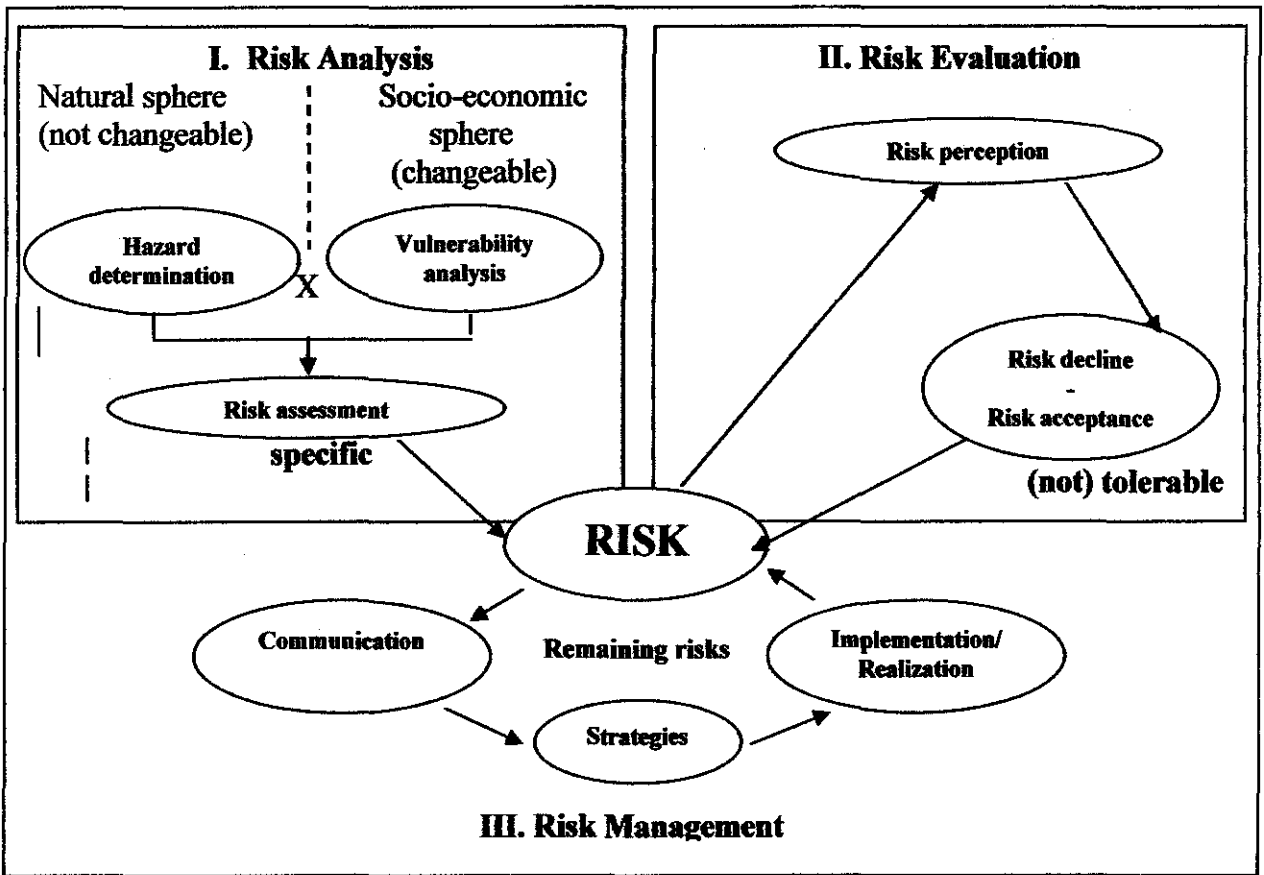 I. Risk Analysis
Natural sphere
(not changeable)
Socio-economic
sphere
(changeable)
Hazard
determination
X
Vulnerability
analysis
Risk assessment
specific
II. Risk Evaluation
Risk perception
Risk decline
-
Risk acceptance
(not) tolerable
RISK
Communication
Remaining risks
Implementation/
Realization
Strategies
III. Risk Management